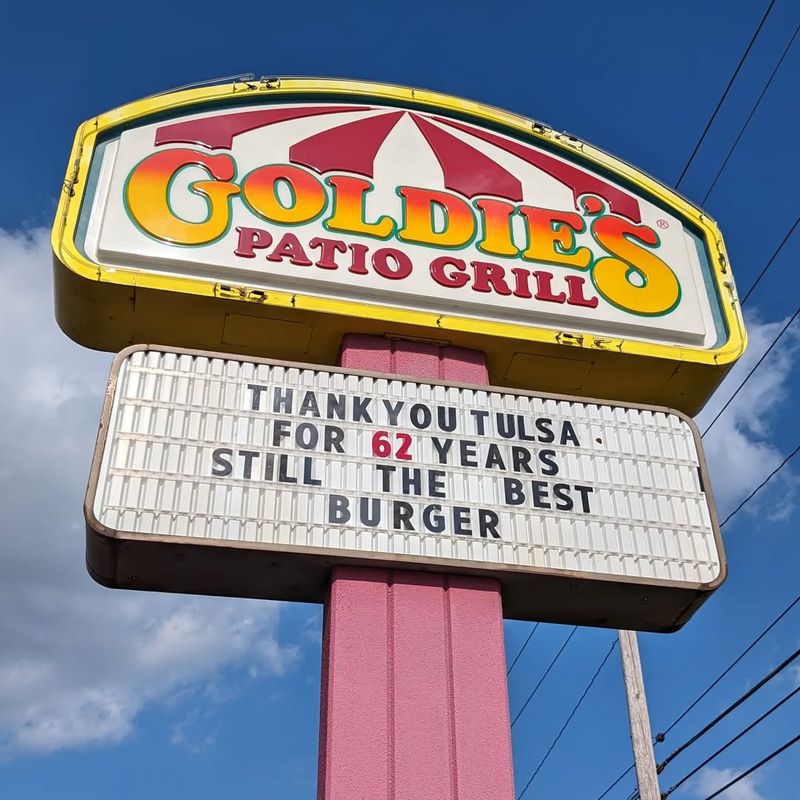 GOLDIE'S ®
PATIO GRILL
THANK YOU TULSA
FOR 62 YEARS
STILL THE BEST
BURGER